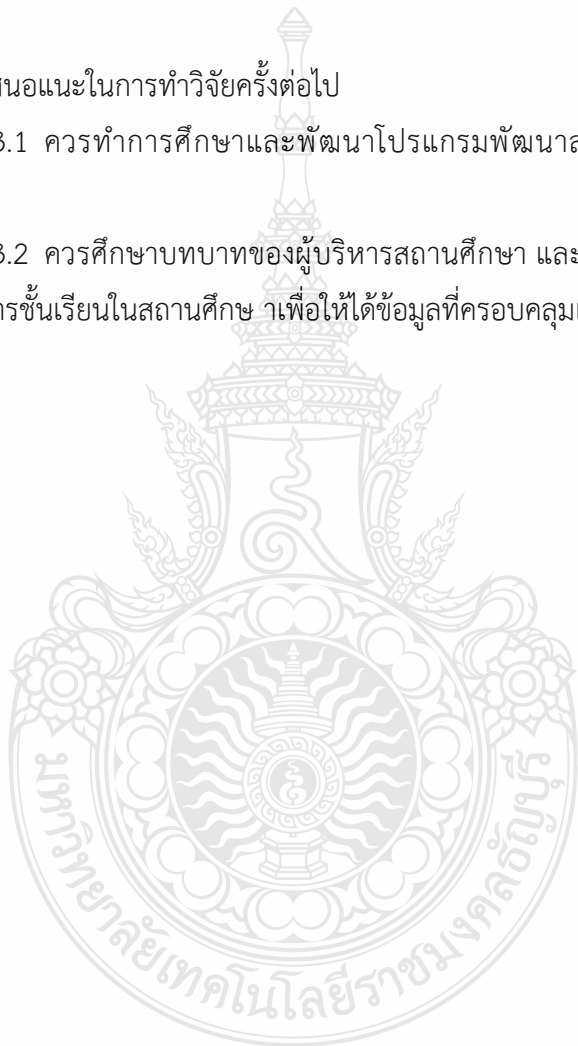 สนอแนะในการทำวิจัยครั้งต่อไป
3.1 ควรทำการศึกษาและพัฒนาโปรแกรมพัฒนาส
3.2 ควรศึกษาบทบาทของผู้บริหารสถานศึกษา และ
ารชั้นเรียนในสถานศึกษ าเพื่อให้ได้ข้อมูลที่ครอบคลุมเ
มหาวิทยาลัยเทคโนโลยีราชมงคลธัญบุรี